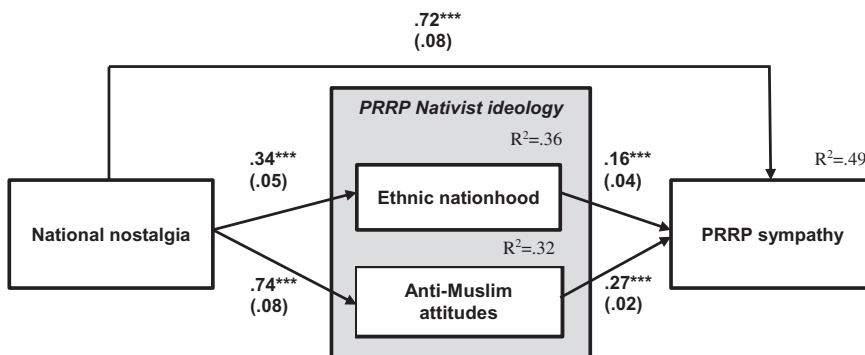 .72***
(.08)
PRRP Nativist ideology
R²=.36
.34***
(.05)
.16***
(.04)
R²=.49
Ethnic nationhood
National nostalgia
PRRP sympathy
R²=.32
.74***
(.08)
Anti-Muslim
attitudes
.27***
(.02)